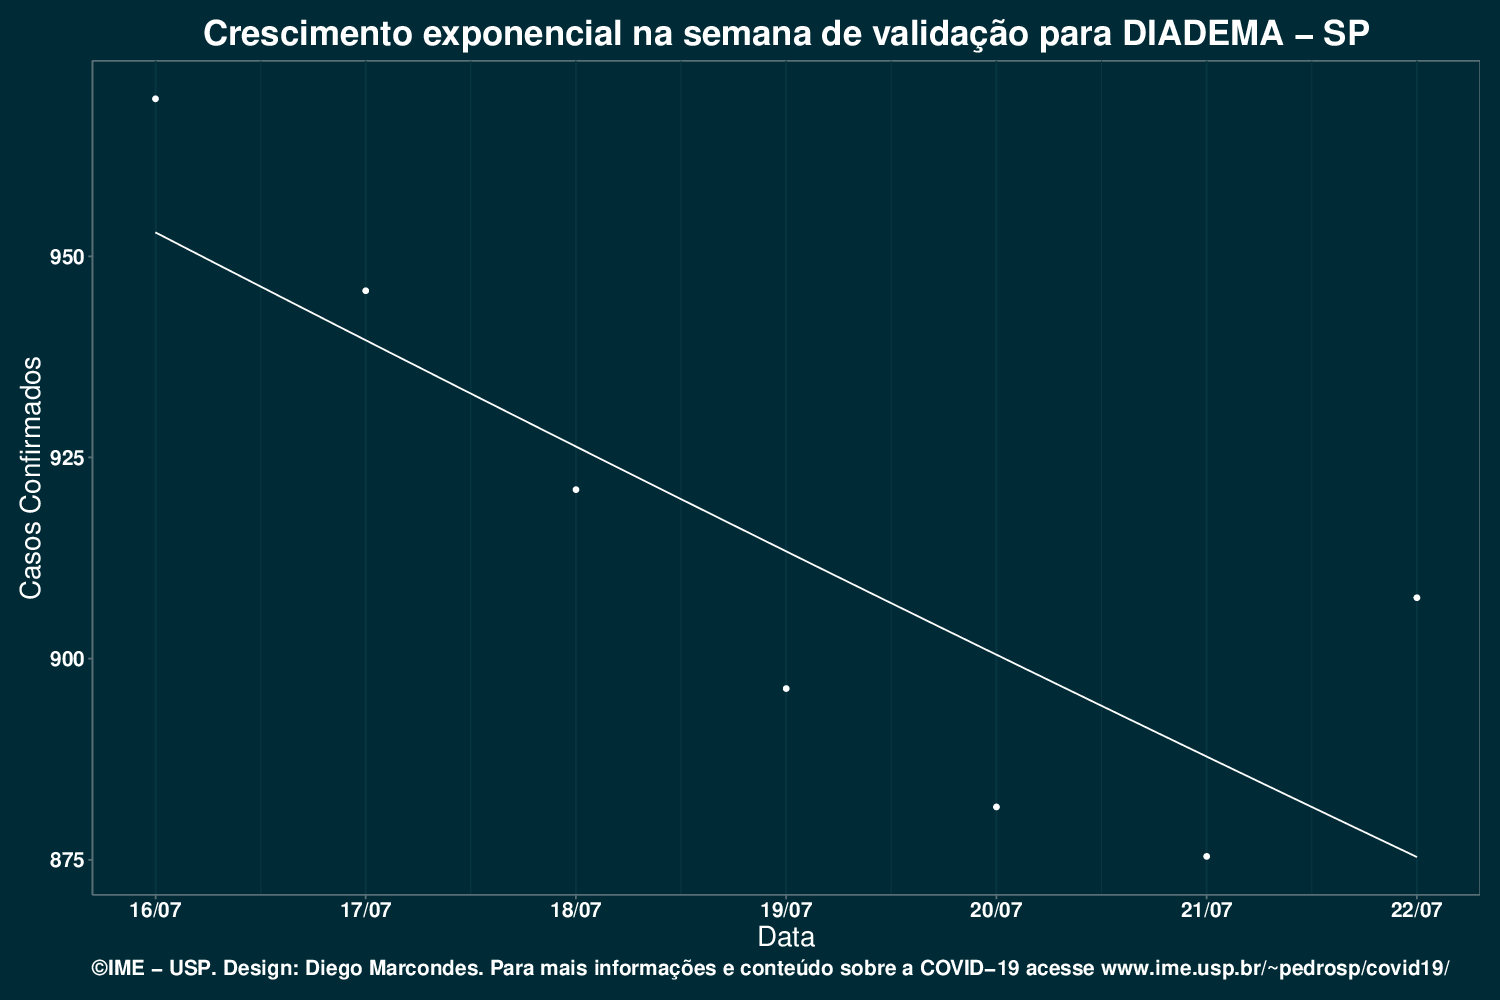 Crescimento exponencial na semana de validação para DIADEMA – SP
Casos Confirmados
950
925
900
875
16/07 17/07 18/07 19/07 20/07 21/07 22/07
Data
©IME – USP. Design: Diego Marcondes. Para mais informações e conteúdo sobre a COVID–19 acesse www.ime.usp.br/~pedrosp/covid19/